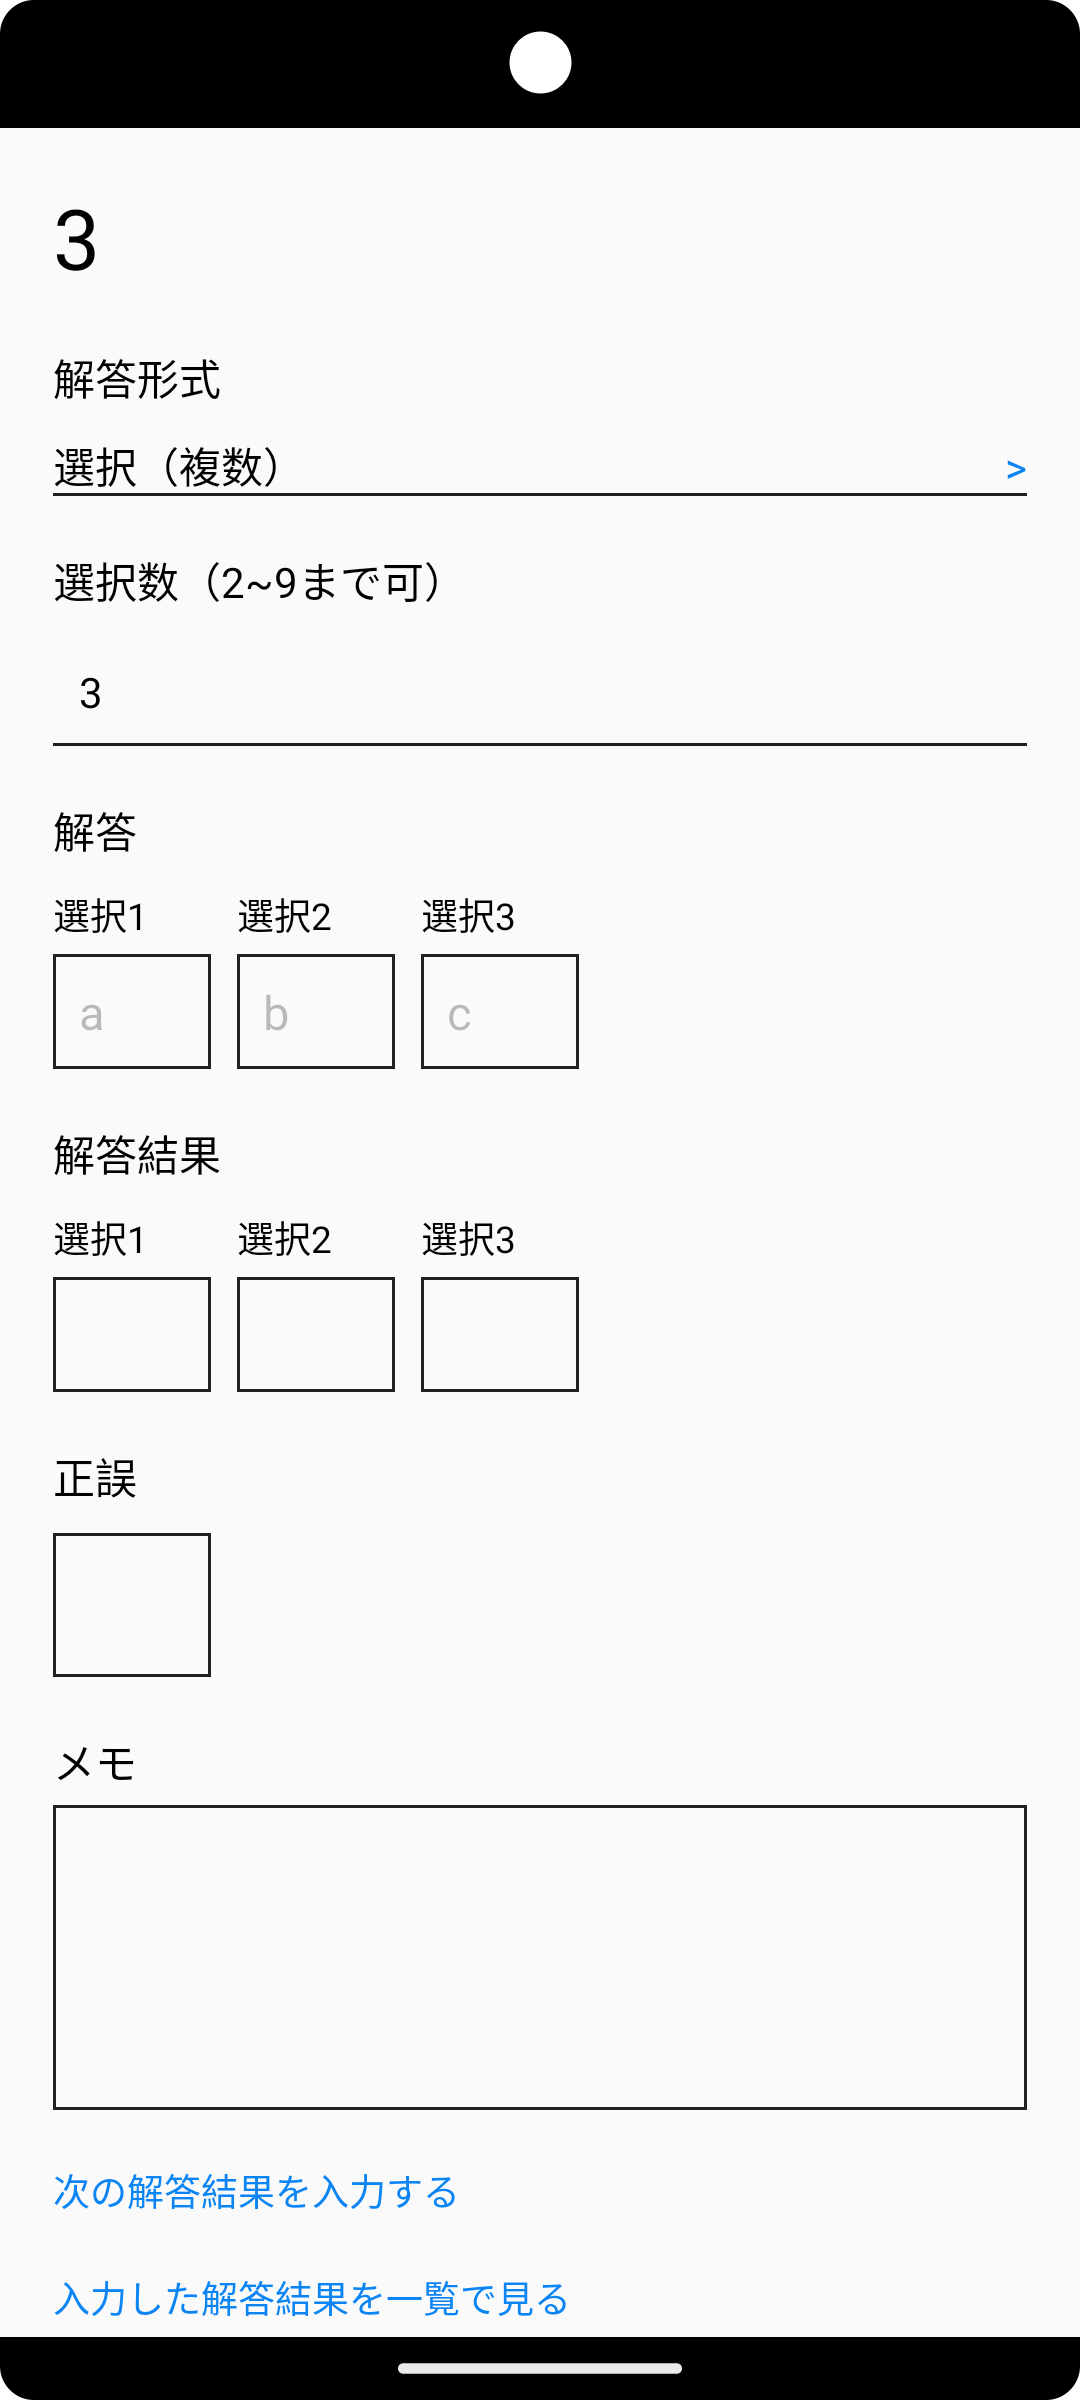 3
解答形式
選択（複数） >
選択数（2~9まで可）
3
解答
選択1 選択2 選択3
a b c
解答結果
選択1 選択2 選択3
正誤
メモ
次の解答結果を入力する
入力した解答結果を一覧で見る